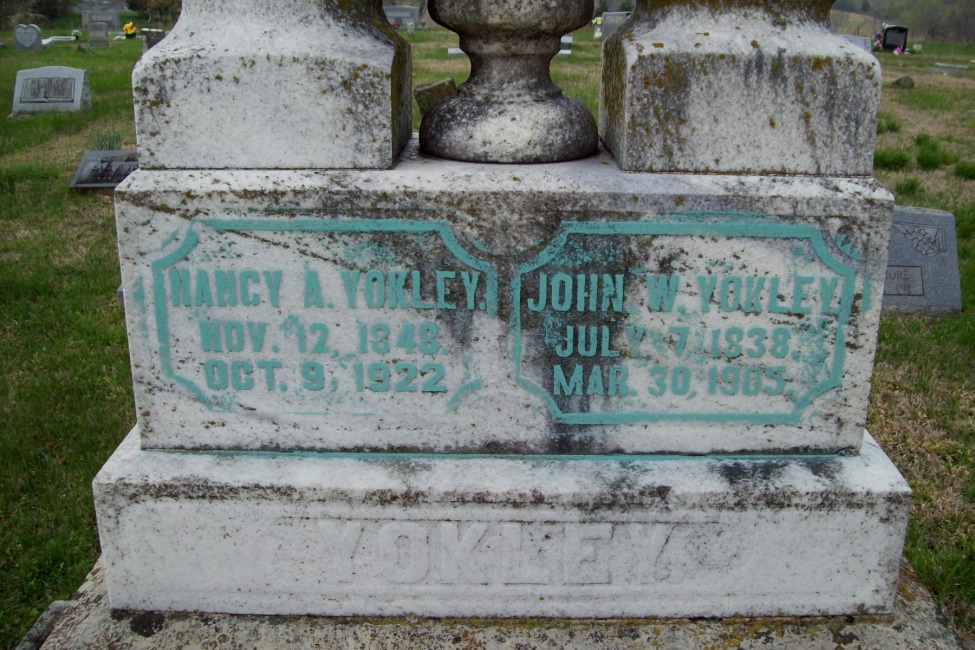 NANCY A. YOKLEY.
NOV. 12, 1848.
OCT. 9, 1922
JOHN W. YOKLEY
JULY 7, 1838.
MAR. 30, 1905.
YOKLEY.